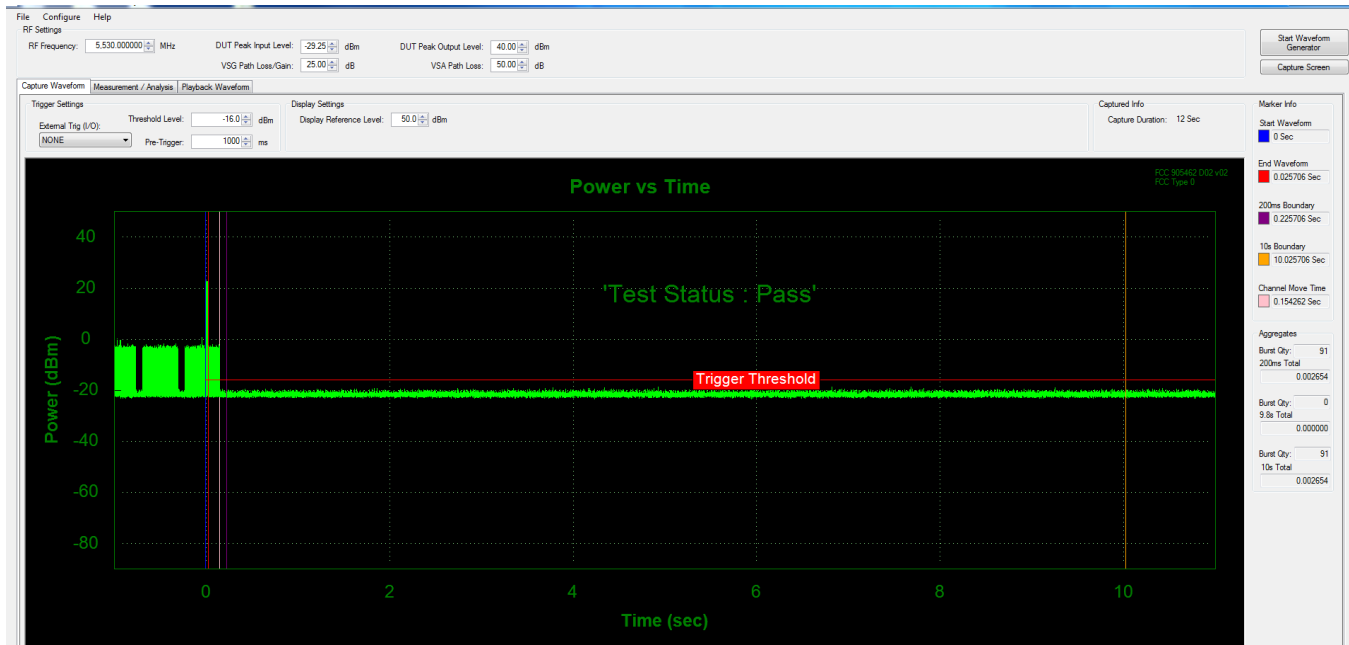 File Configure Help
RF Settings
RF Frequency: 5,530.000000 MHz DUT Peak Input Level: -29.25 dBm DUT Peak Output Level: 40.00 dBm
VSG Path Loss/Gain: 25.00 dB VSA Path Loss: 50.00 dB
Start Waveform
Generator
Capture Screen
Capture Waveform Measurement / Analysis Playback Waveform
Trigger Settings
External Trig (I/O):
NONE
Threshold Level: -16.0 dBm
Pre-Trigger: 1000 ms
Display Settings
Display Reference Level: 50.0 dBm
Captured Info
Capture Duration: 12 Sec
Power vs Time
FCC 905462 D02 v02
FCC Type 0
'Test Status : Pass'
Trigger Threshold
Power (dBm)
40
20
0
-20
-40
-60
-80
0 2 4 6 8 10
Time (sec)
Marker Info
Start Waveform
0 Sec
End Waveform
0.025706 Sec
200ms Boundary
0.225706 Sec
10s Boundary
10.025706 Sec
Channel Move Time
0.154262 Sec
Aggregates
Burst Qty: 91
200ms Total
0.002654
Burst Qty: 0
9.8s Total
0.000000
Burst Qty: 91
10s Total
0.002654